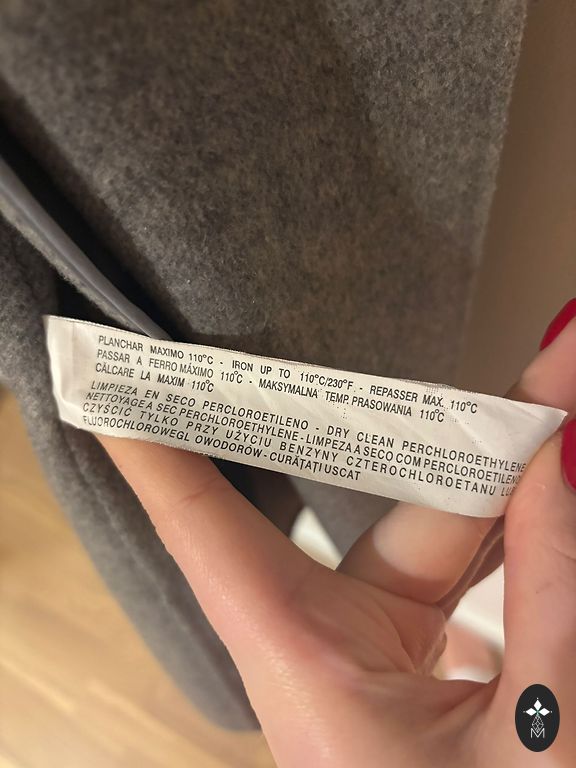 PLANCHAR MAXIMO 110°C - IRON UP TO 110°C/230°F - REPASSER MAX. 110°C
PASSAR A FERRO MÁXIMO 110°C - MAKSYMALNA TEMP. PRASOWANIA 110°C
CĂLCARE LA MAXIM 110°C
LIMPIEZA EN SECO PERCLOROETILENO - DRY CLEAN PERCHLOROETHYLENE
NETTOYAGE A SEC PERCHLOROETHYLENE - LIMPEZA A SECO COM PERCLOROETILENO
CZYŚCIĆ TYLKO PRZY UŻYCIU BENZYNY CZTEROCHLOROETANU LUB
FLUOROCHLOROWEGL OWODORÓW - CURĂȚAȚI USCAT
M